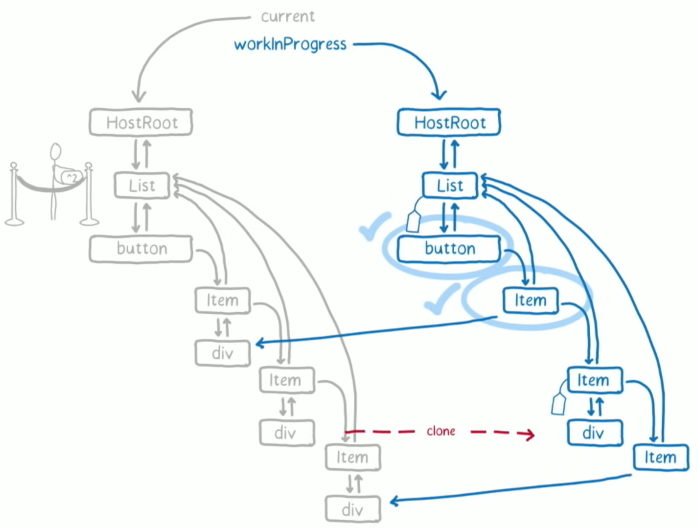 current
workInProgress
HostRoot
HostRoot
^2
List
List
button
button
Item
Item
div
Item
Item
div
clone
div
Item
Item
div